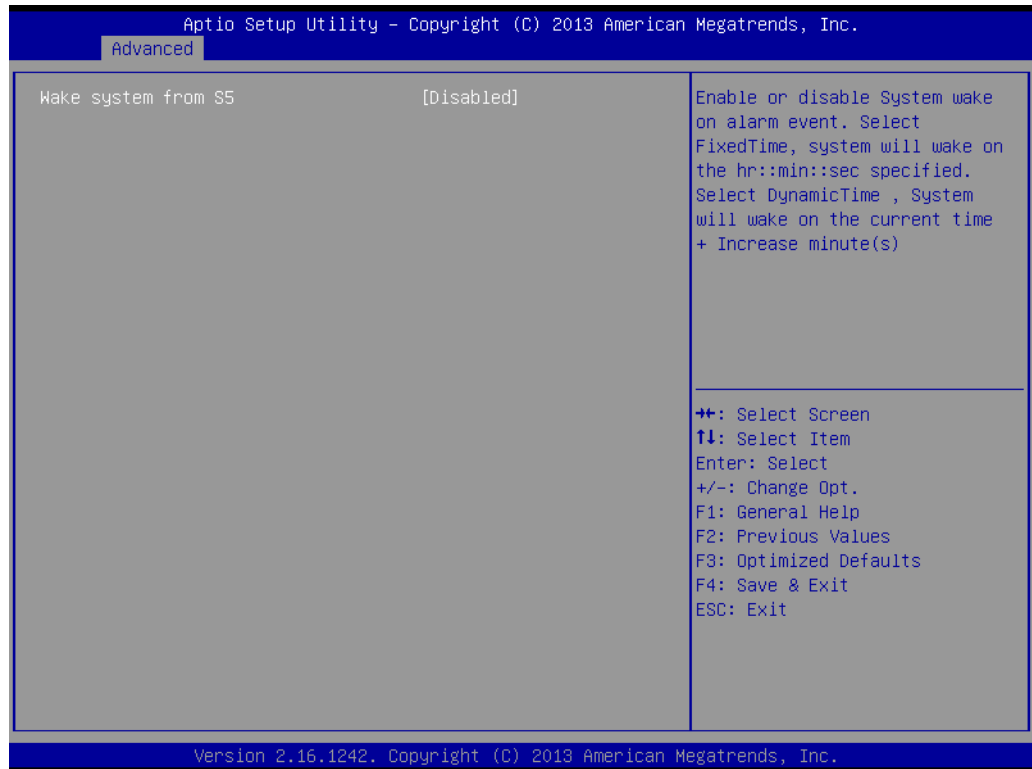 Aptio Setup Utility – Copyright (C) 2013 American Megatrends, Inc.
Advanced
Wake system from S5 [Disabled]
Enable or disable System wake
on alarm event. Select
FixedTime, system will wake on
the hr::min::sec specified.
Select DynamicTime , System
will wake on the current time
+ Increase minute(s)
→←: Select Screen
↑↓: Select Item
Enter: Select
+/-: Change Opt.
F1: General Help
F2: Previous Values
F3: Optimized Defaults
F4: Save & Exit
ESC: Exit
Version 2.16.1242. Copyright (C) 2013 American Megatrends, Inc.